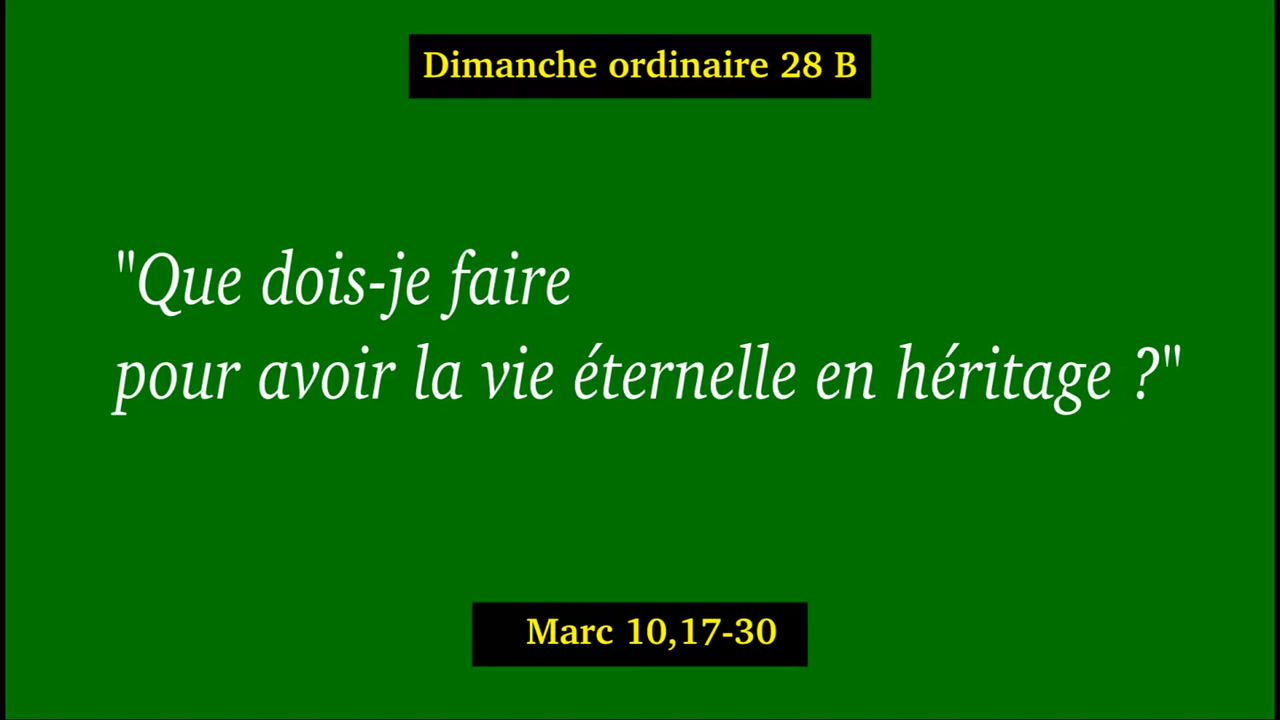 Dimanche ordinaire 28 B
"Que dois-je faire
pour avoir la vie éternelle en héritage ?"
Marc 10,17-30